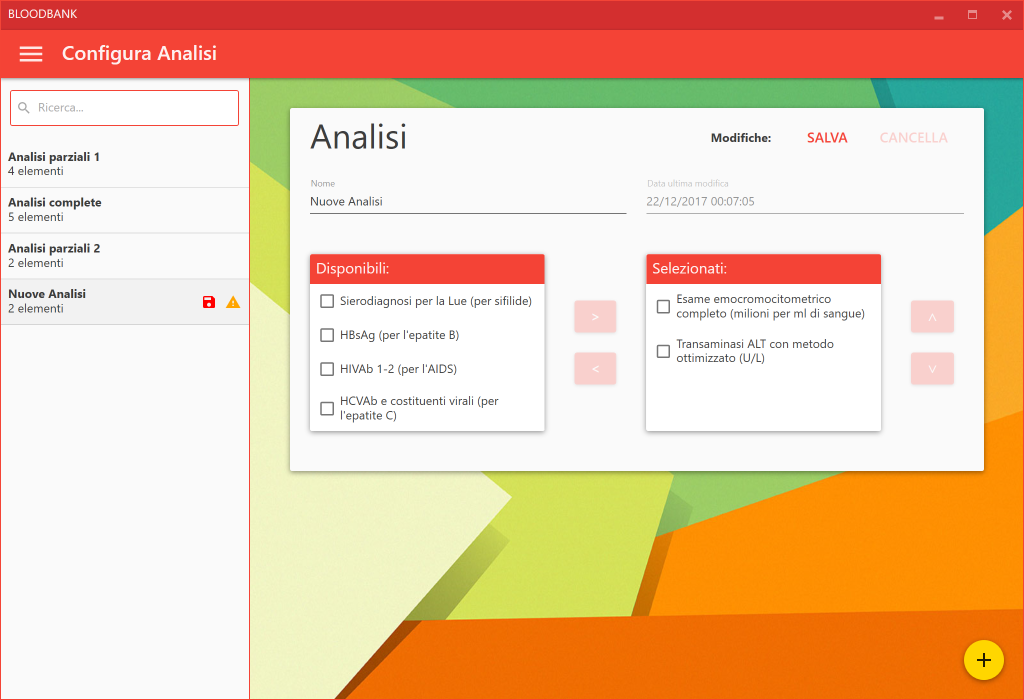 BLOODBANK
Configura Analisi
Ricerca...
Analisi parziali 1
4 elementi
Analisi complete
5 elementi
Analisi parziali 2
2 elementi
Nuove Analisi
2 elementi
Analisi
Modifiche:
SALVA
CANCELLA
Nome
Nuove Analisi
Data ultima modifica
22/12/2017 00:07:05
Disponibili:
Sierodiagnosi per la Lue (per sifilide)
HBsAg (per l'epatite B)
HIVAb 1-2 (per l'AIDS)
HCVAb e costituenti virali (per
l'epatite C)
>
<
Selezionati:
Esame emocromocitometrico
completo (milioni per ml di sangue)
Transaminasi ALT con metodo
ottimizzato (U/L)
˄
˅
+